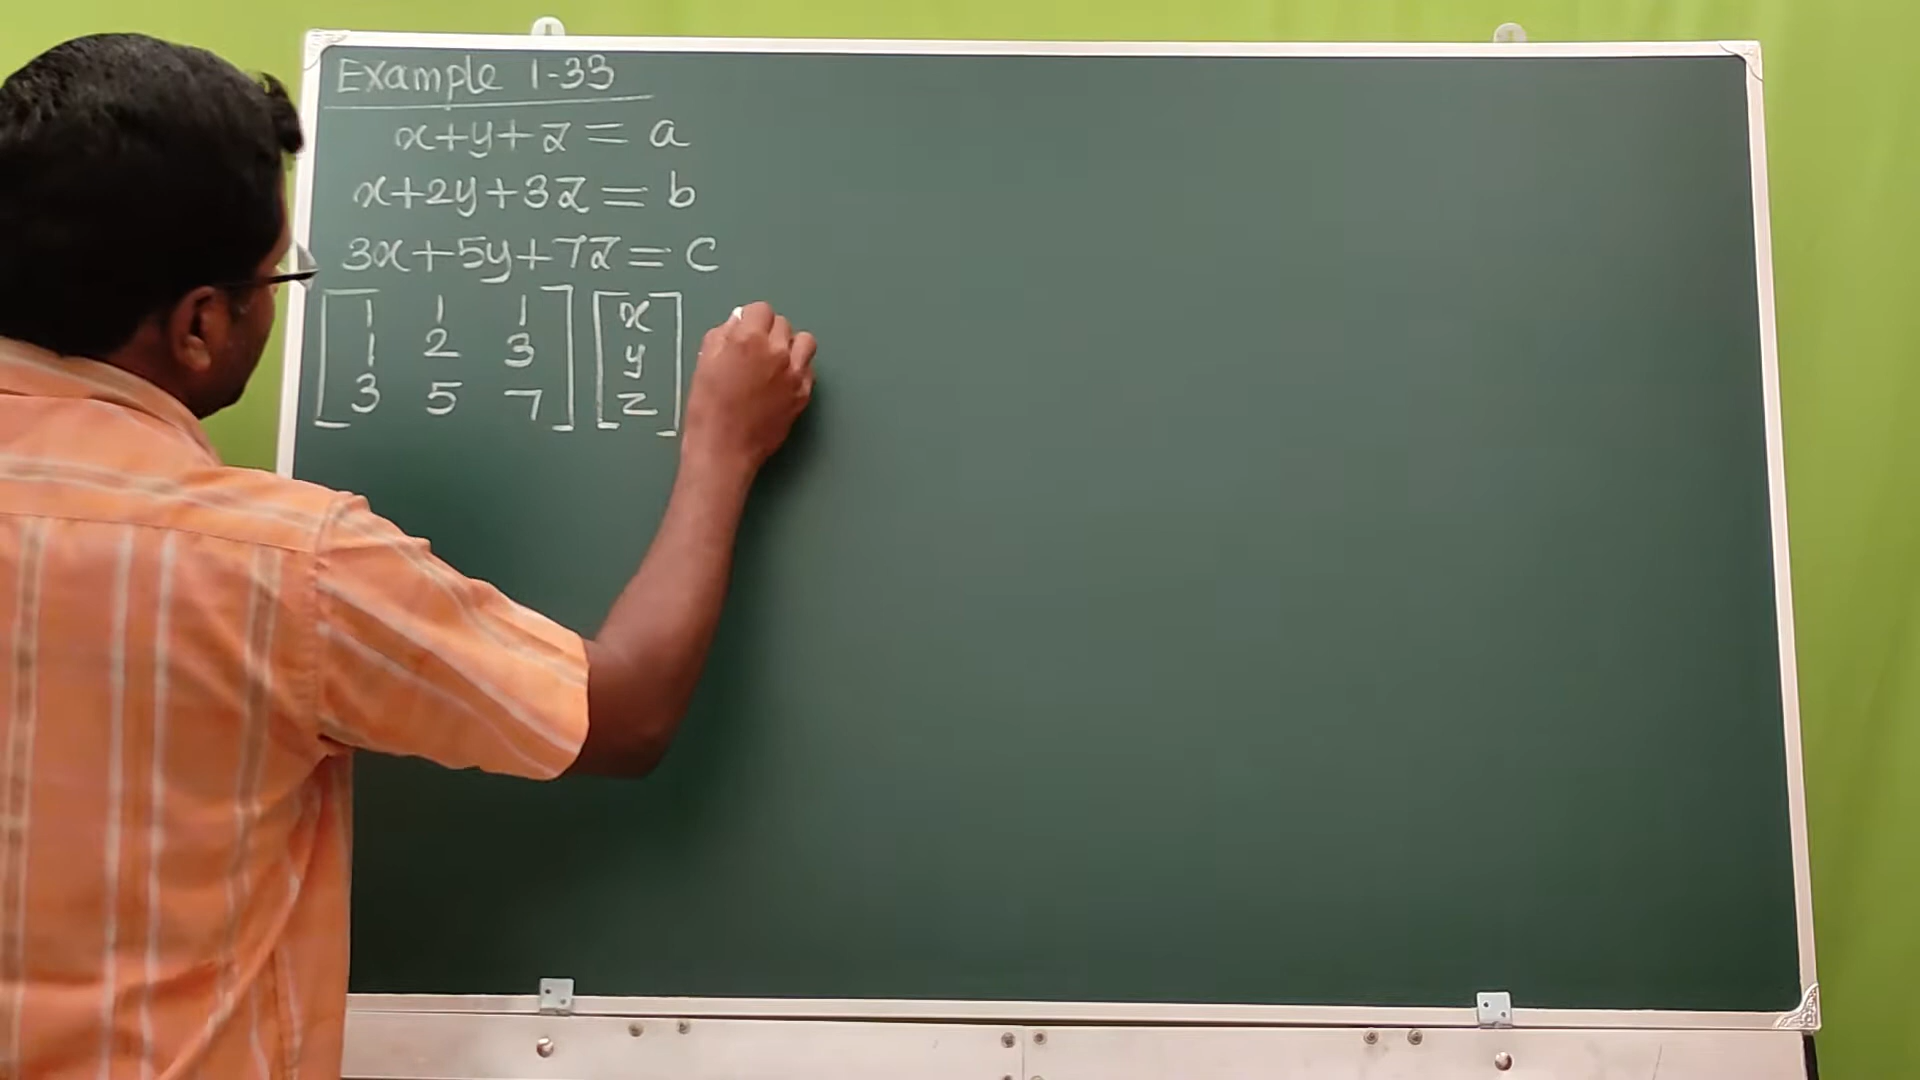 Example 1-33
x+y+z = a
x+2y+3z = b
3x+5y+7z = c
[1 1 1] [x]
[1 2 3] [y]
[3 5 7] [z]